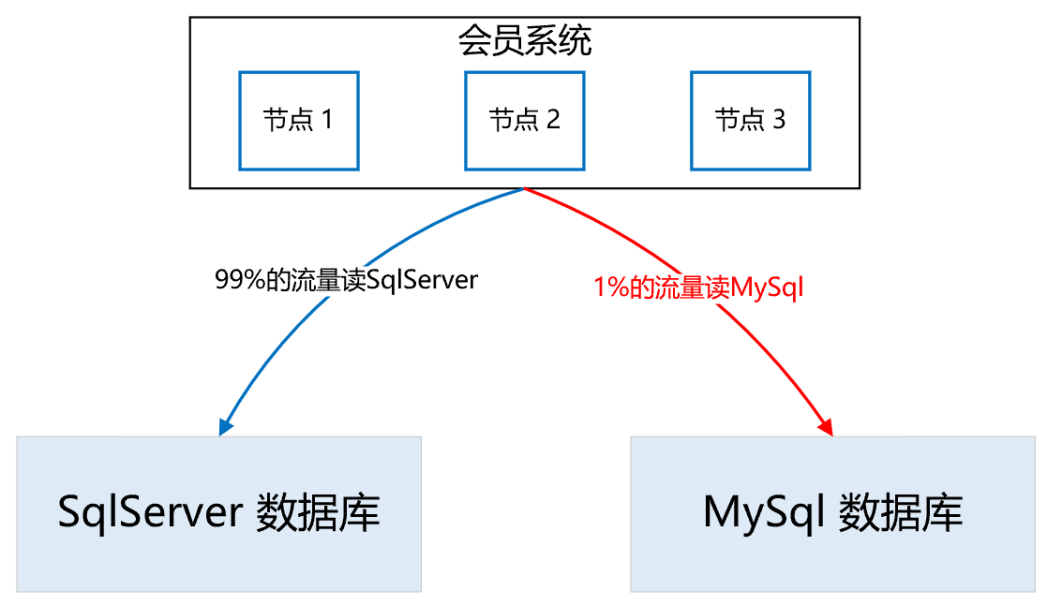 会员系统
节点 1
节点 2
节点 3
99%的流量读SqlServer
1%的流量读MySql
SqlServer 数据库
MySql 数据库